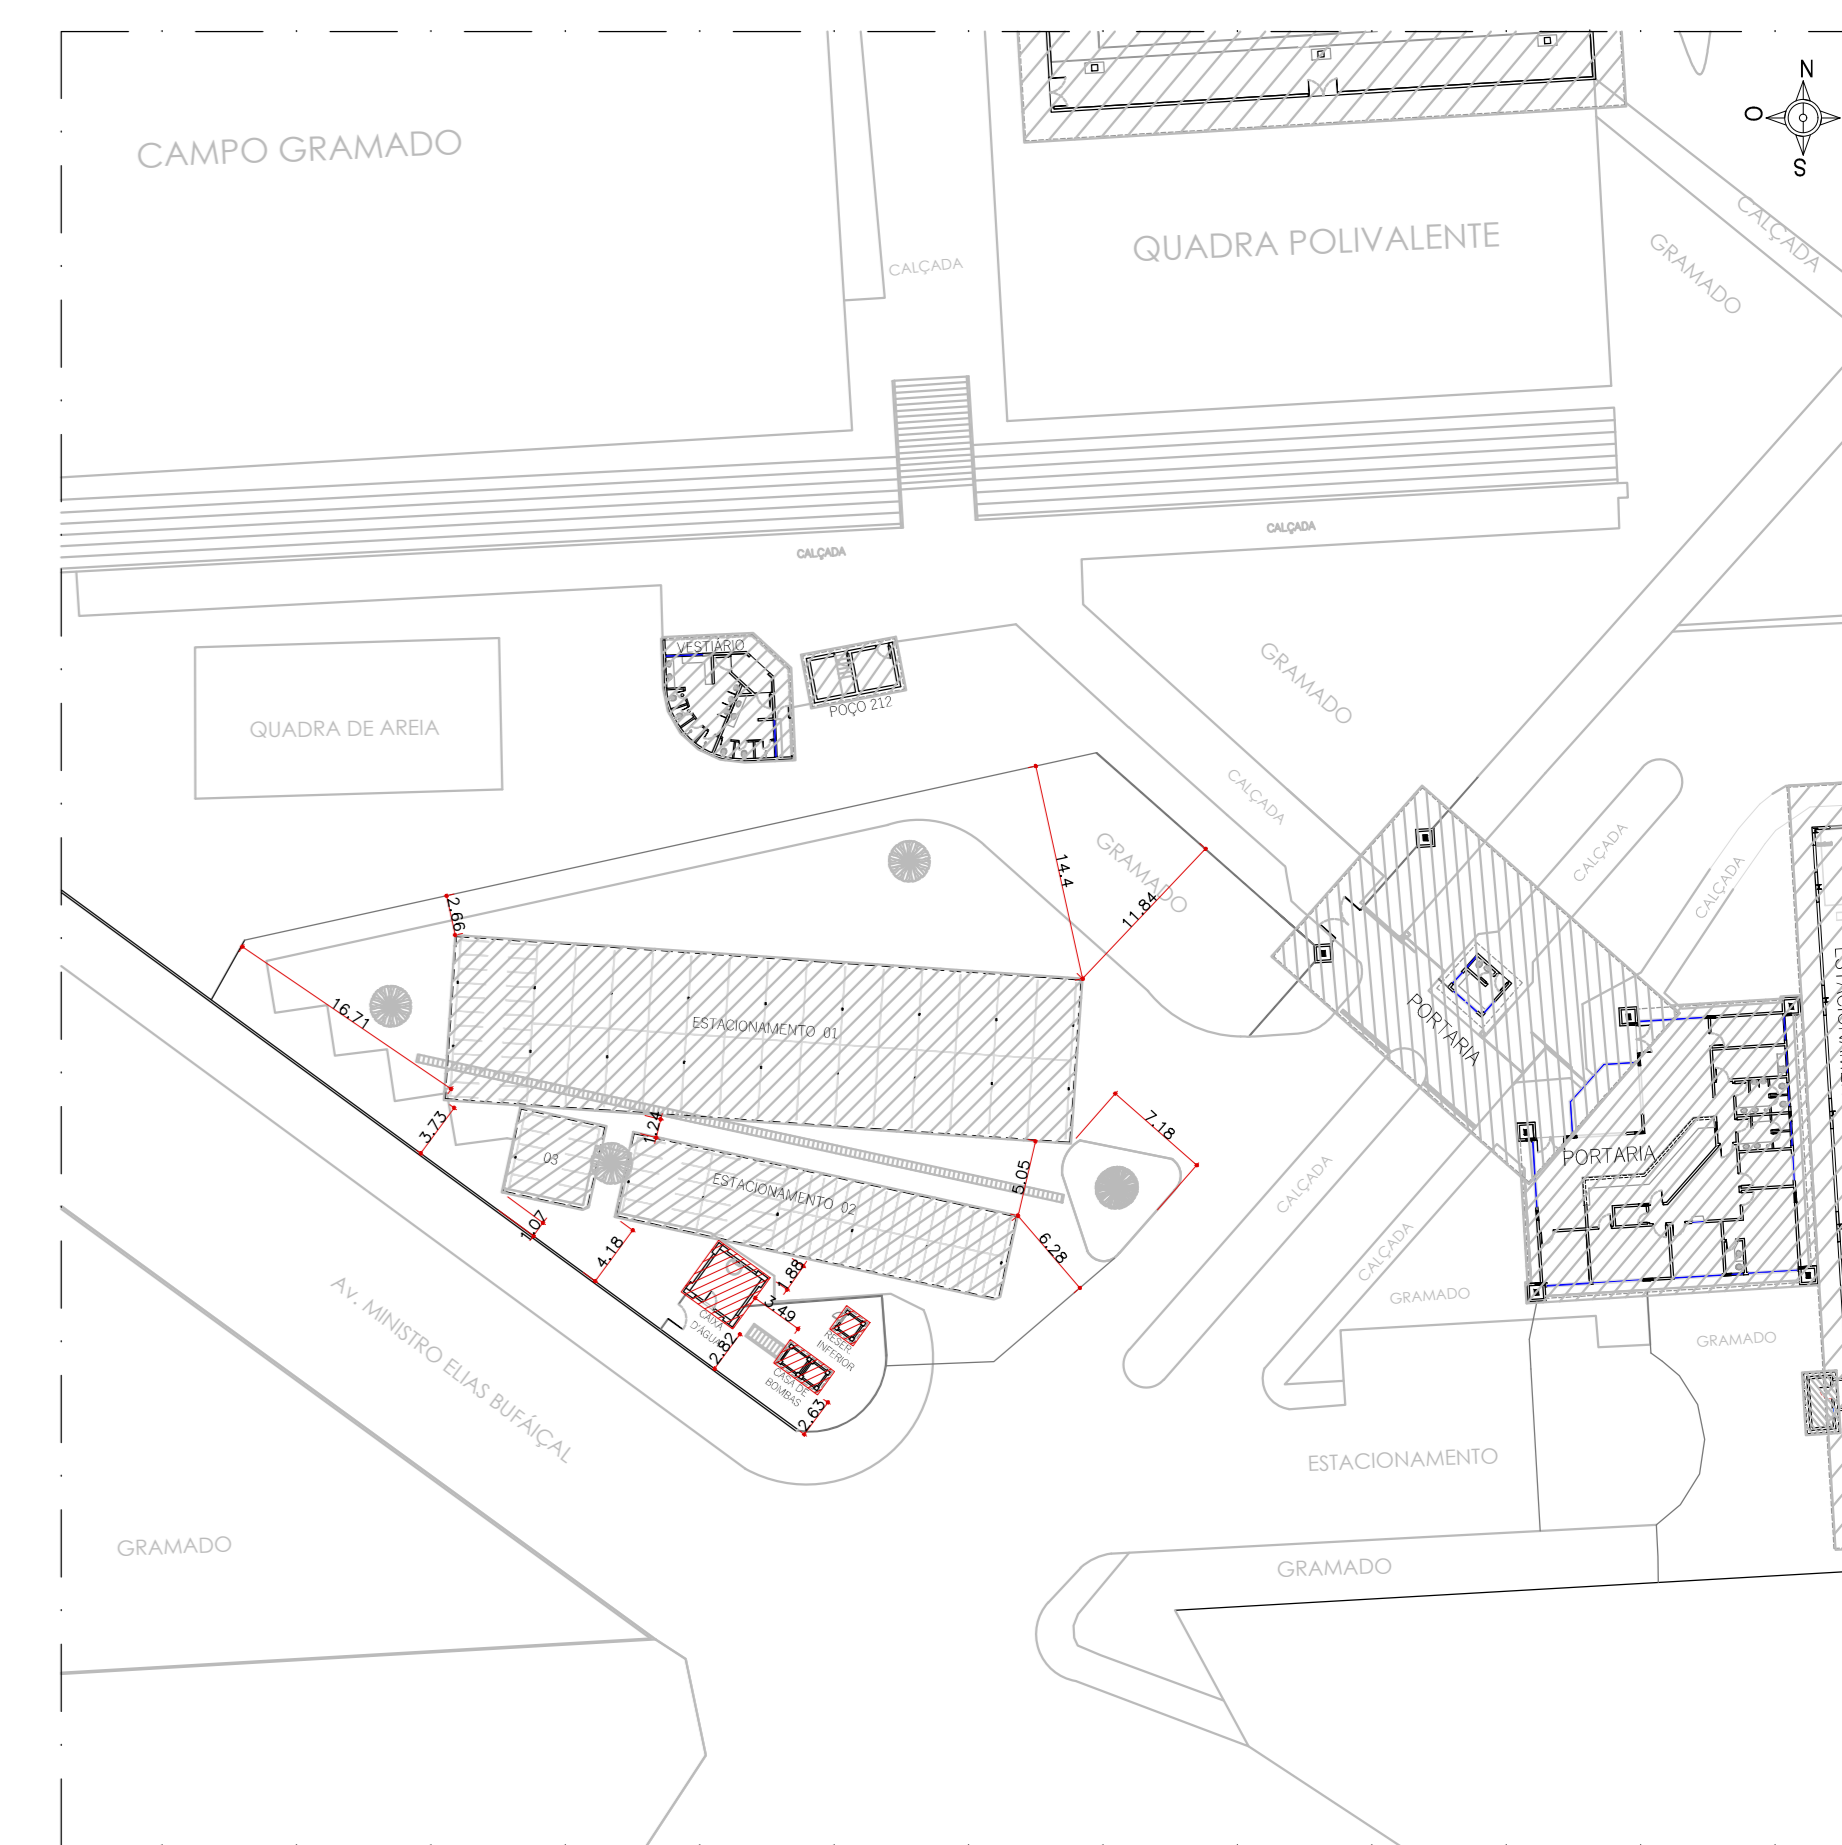 N
O
S
CAMPO GRAMADO
QUADRA POLIVALENTE
CALÇADA
CALÇADA
GRAMADO
CALÇADA
CALÇADA
VESTIÁRIO
POÇO 212
QUADRA DE AREIA
GRAMADO
CALÇADA
GRAMADO
CALÇADA
CALÇADA
14.4
11.84
2.66
16.71
ESTACIONAMENTO 01
PORTARIA
PORTARIA
3.73
1.24
7.18
03
ESTACIONAMENTO 02
5.05
CALÇADA
CALÇADA
1.07
4.18
6.28
1.88
3.49
CAIXA
D'ÁGUA
2.82
RESER.
INFERIOR
CASA DE
BOMBAS
2.63
GRAMADO
GRAMADO
AV. MINISTRO ELIAS BUFÁIÇAL
ESTACIONAMENTO
GRAMADO
GRAMADO